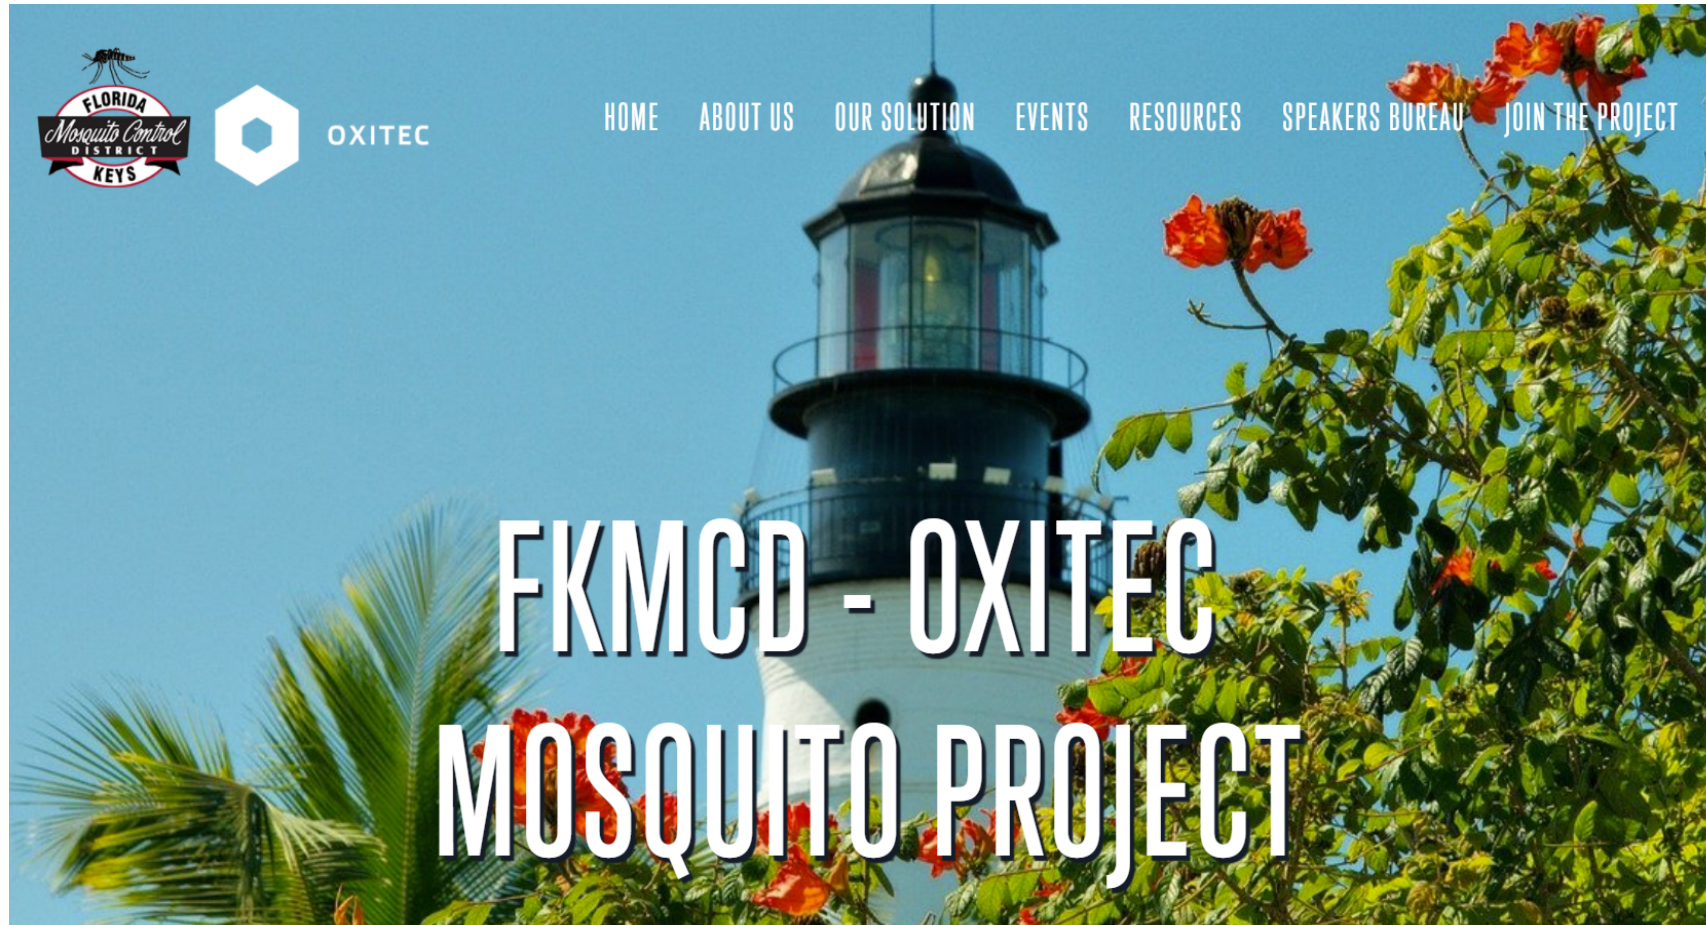 FLORIDA
Mosquito Control
DISTRICT
KEYS
OXITEC
HOME ABOUT US OUR SOLUTION EVENTS RESOURCES SPEAKERS BUREAU JOIN THE PROJECT
FKMCD - OXITEC
MOSQUITO PROJECT